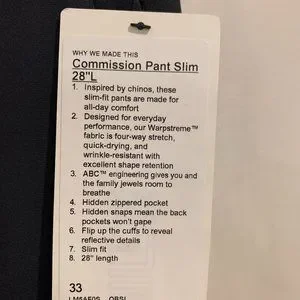 WHY WE MADE THIS
Commission Pant Slim
28"L
1. Inspired by chinos, these
slim-fit pants are made for
all-day comfort
2. Designed for everyday
performance, our Warpstreme™
fabric is four-way stretch,
quick-drying, and
wrinkle-resistant with
excellent shape retention
3. ABC™ engineering gives you and
the family jewels room to
breathe
4. Hidden zippered pocket
5. Hidden snaps mean the back
pockets won't gape
6. Flip up the cuffs to reveal
reflective details
7. Slim fit
8. 28" length
33